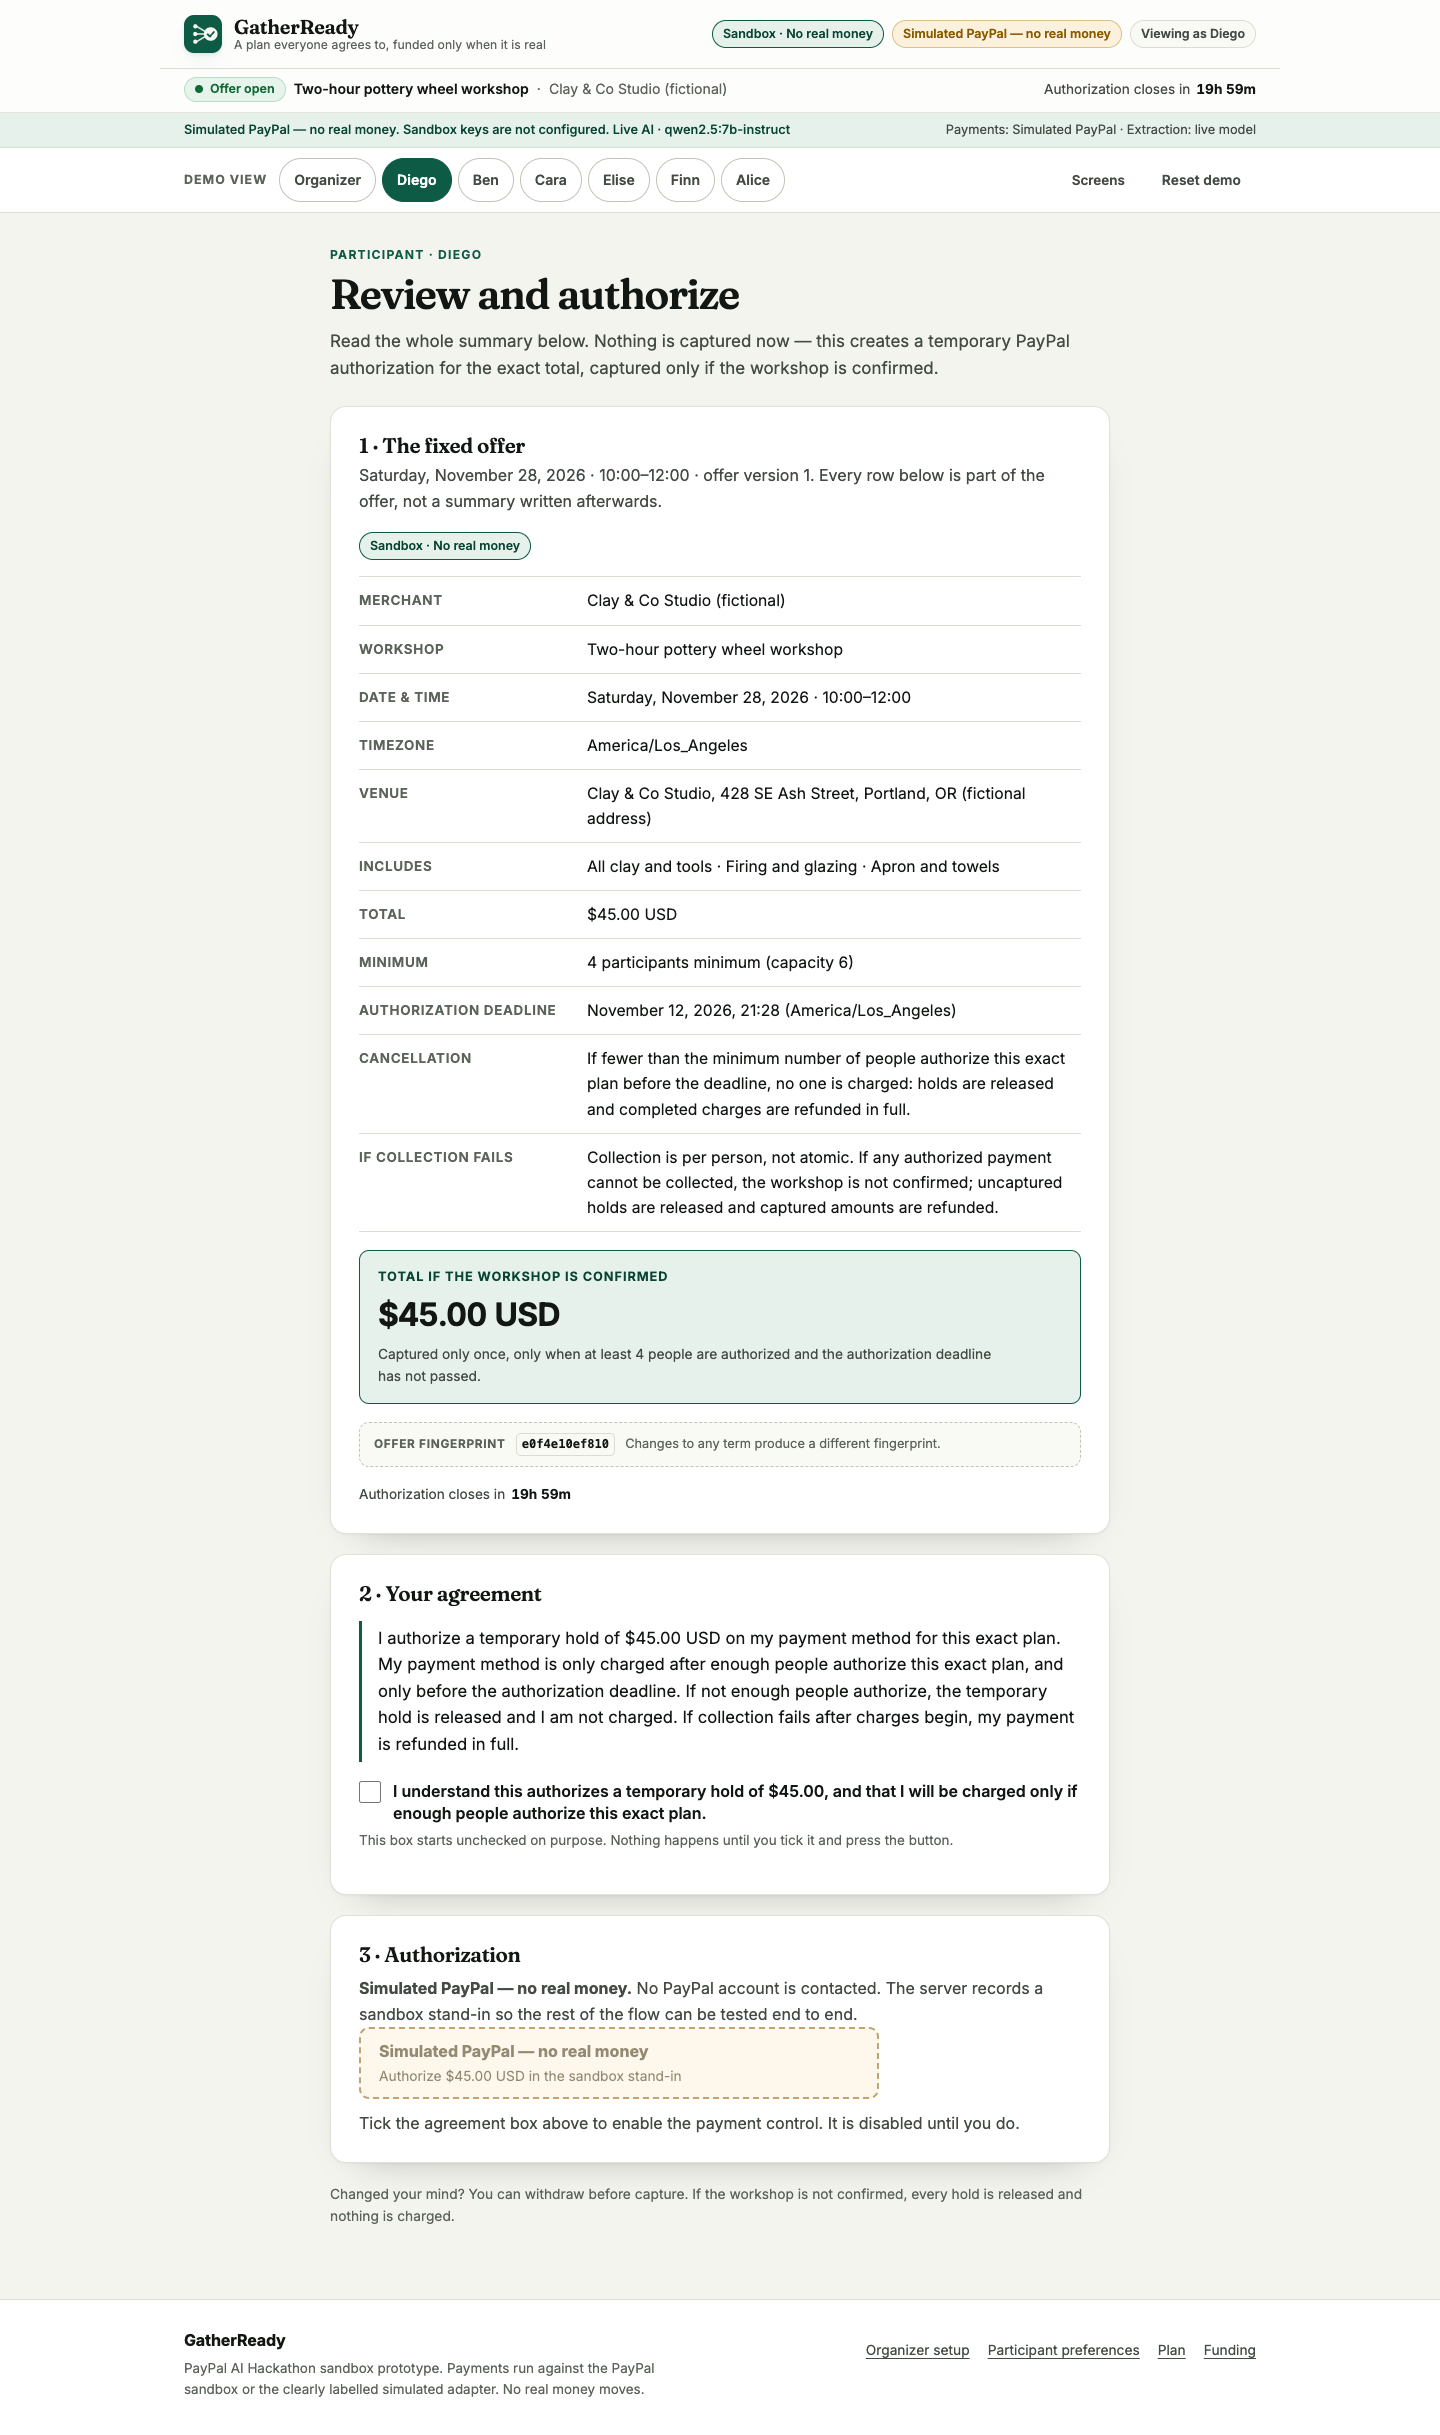 GatherReady
A plan everyone agrees to, funded only when it is real
Sandbox · No real money
Simulated PayPal — no real money
Viewing as Diego
Offer open
Two-hour pottery wheel workshop · Clay & Co Studio (fictional)
Authorization closes in 19h 59m
Simulated PayPal — no real money. Sandbox keys are not configured. Live AI · qwen2.5:7b-instruct
Payments: Simulated PayPal · Extraction: live model
DEMO VIEW
Organizer
Diego
Ben
Cara
Elise
Finn
Alice
Screens
Reset demo
PARTICIPANT · DIEGO
Review and authorize
Read the whole summary below. Nothing is captured now — this creates a temporary PayPal
authorization for the exact total, captured only if the workshop is confirmed.
1 · The fixed offer
Saturday, November 28, 2026 · 10:00–12:00 · offer version 1. Every row below is part of the
offer, not a summary written afterwards.
Sandbox · No real money
MERCHANT
Clay & Co Studio (fictional)
WORKSHOP
Two-hour pottery wheel workshop
DATE & TIME
Saturday, November 28, 2026 · 10:00–12:00
TIMEZONE
America/Los_Angeles
VENUE
Clay & Co Studio, 428 SE Ash Street, Portland, OR (fictional
address)
INCLUDES
All clay and tools · Firing and glazing · Apron and towels
TOTAL
$45.00 USD
MINIMUM
4 participants minimum (capacity 6)
AUTHORIZATION DEADLINE
November 12, 2026, 21:28 (America/Los_Angeles)
CANCELLATION
If fewer than the minimum number of people authorize this exact
plan before the deadline, no one is charged: holds are released
and completed charges are refunded in full.
IF COLLECTION FAILS
Collection is per person, not atomic. If any authorized payment
cannot be collected, the workshop is not confirmed; uncaptured
holds are released and captured amounts are refunded.
TOTAL IF THE WORKSHOP IS CONFIRMED
$45.00 USD
Captured only once, only when at least 4 people are authorized and the authorization deadline
has not passed.
OFFER FINGERPRINT e0f4e10ef810 Changes to any term produce a different fingerprint.
Authorization closes in 19h 59m
2 · Your agreement
I authorize a temporary hold of $45.00 USD on my payment method for this exact plan.
My payment method is only charged after enough people authorize this exact plan, and
only before the authorization deadline. If not enough people authorize, the temporary
hold is released and I am not charged. If collection fails after charges begin, my payment
is refunded in full.
I understand this authorizes a temporary hold of $45.00, and that I will be charged only if
enough people authorize this exact plan.
This box starts unchecked on purpose. Nothing happens until you tick it and press the button.
3 · Authorization
Simulated PayPal — no real money. No PayPal account is contacted. The server records a
sandbox stand-in so the rest of the flow can be tested end to end.
Simulated PayPal — no real money
Authorize $45.00 USD in the sandbox stand-in
Tick the agreement box above to enable the payment control. It is disabled until you do.
Changed your mind? You can withdraw before capture. If the workshop is not confirmed, every hold is released and
nothing is charged.
GatherReady
PayPal AI Hackathon sandbox prototype. Payments run against the PayPal
sandbox or the clearly labelled simulated adapter. No real money moves.
Organizer setup
Participant preferences
Plan
Funding